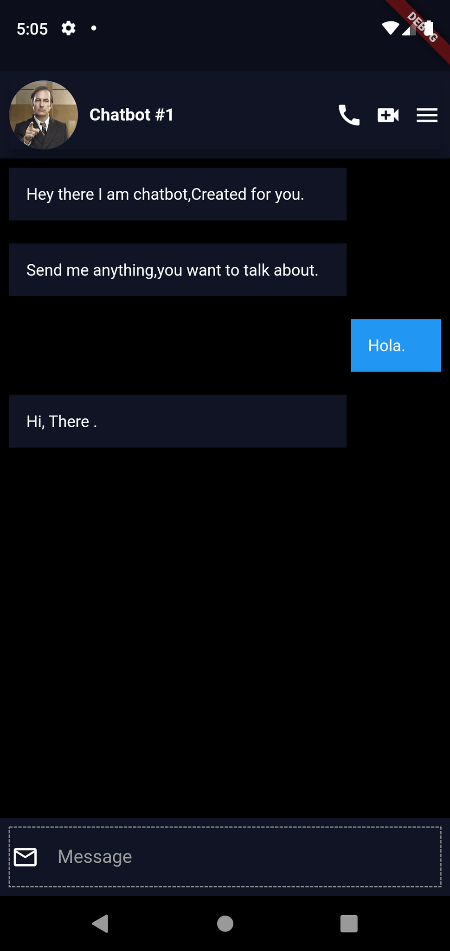 5:05
DEBUG
Chatbot #1
Hey there I am chatbot,Created for you.
Send me anything,you want to talk about.
Hola.
Hi, There .
Message